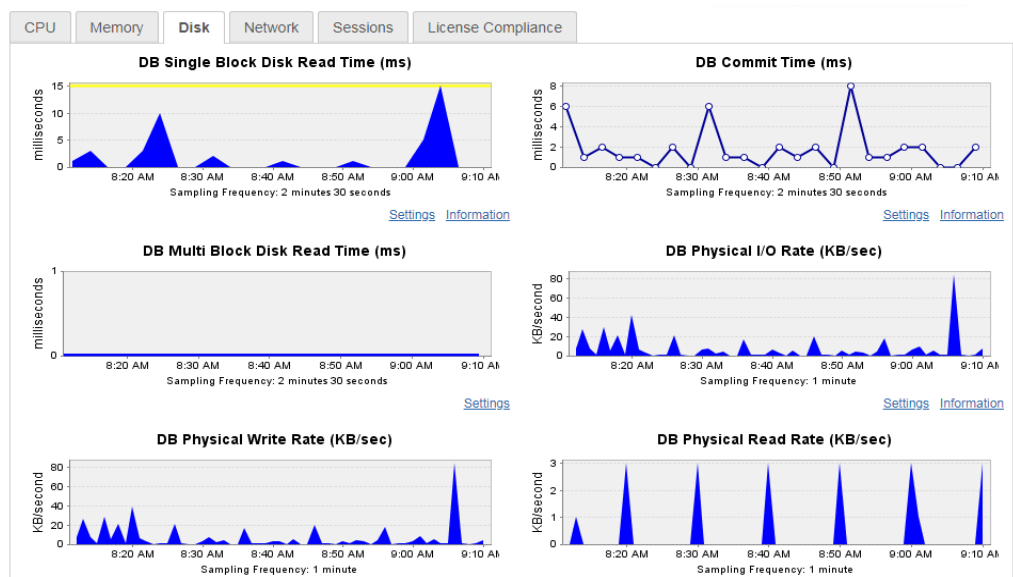 CPU Memory Disk Network Sessions License Compliance
DB Single Block Disk Read Time (ms)
milliseconds
15
10
5
0
8:20 AM 8:30 AM 8:40 AM 8:50 AM 9:00 AM 9:10 AM
Sampling Frequency: 2 minutes 30 seconds
Settings Information
DB Commit Time (ms)
milliseconds
8
6
4
2
0
8:20 AM 8:30 AM 8:40 AM 8:50 AM 9:00 AM 9:10 AM
Sampling Frequency: 2 minutes 30 seconds
Settings Information
DB Multi Block Disk Read Time (ms)
milliseconds
1
0
8:20 AM 8:30 AM 8:40 AM 8:50 AM 9:00 AM 9:10 AM
Sampling Frequency: 2 minutes 30 seconds
Settings
DB Physical I/O Rate (KB/sec)
KB/second
80
60
40
20
0
8:20 AM 8:30 AM 8:40 AM 8:50 AM 9:00 AM 9:10 AM
Sampling Frequency: 1 minute
Settings Information
DB Physical Write Rate (KB/sec)
KB/second
80
60
40
20
0
8:20 AM 8:30 AM 8:40 AM 8:50 AM 9:00 AM 9:10 AM
Sampling Frequency: 1 minute
DB Physical Read Rate (KB/sec)
KB/second
3
2
1
0
8:20 AM 8:30 AM 8:40 AM 8:50 AM 9:00 AM 9:10 AM
Sampling Frequency: 1 minute